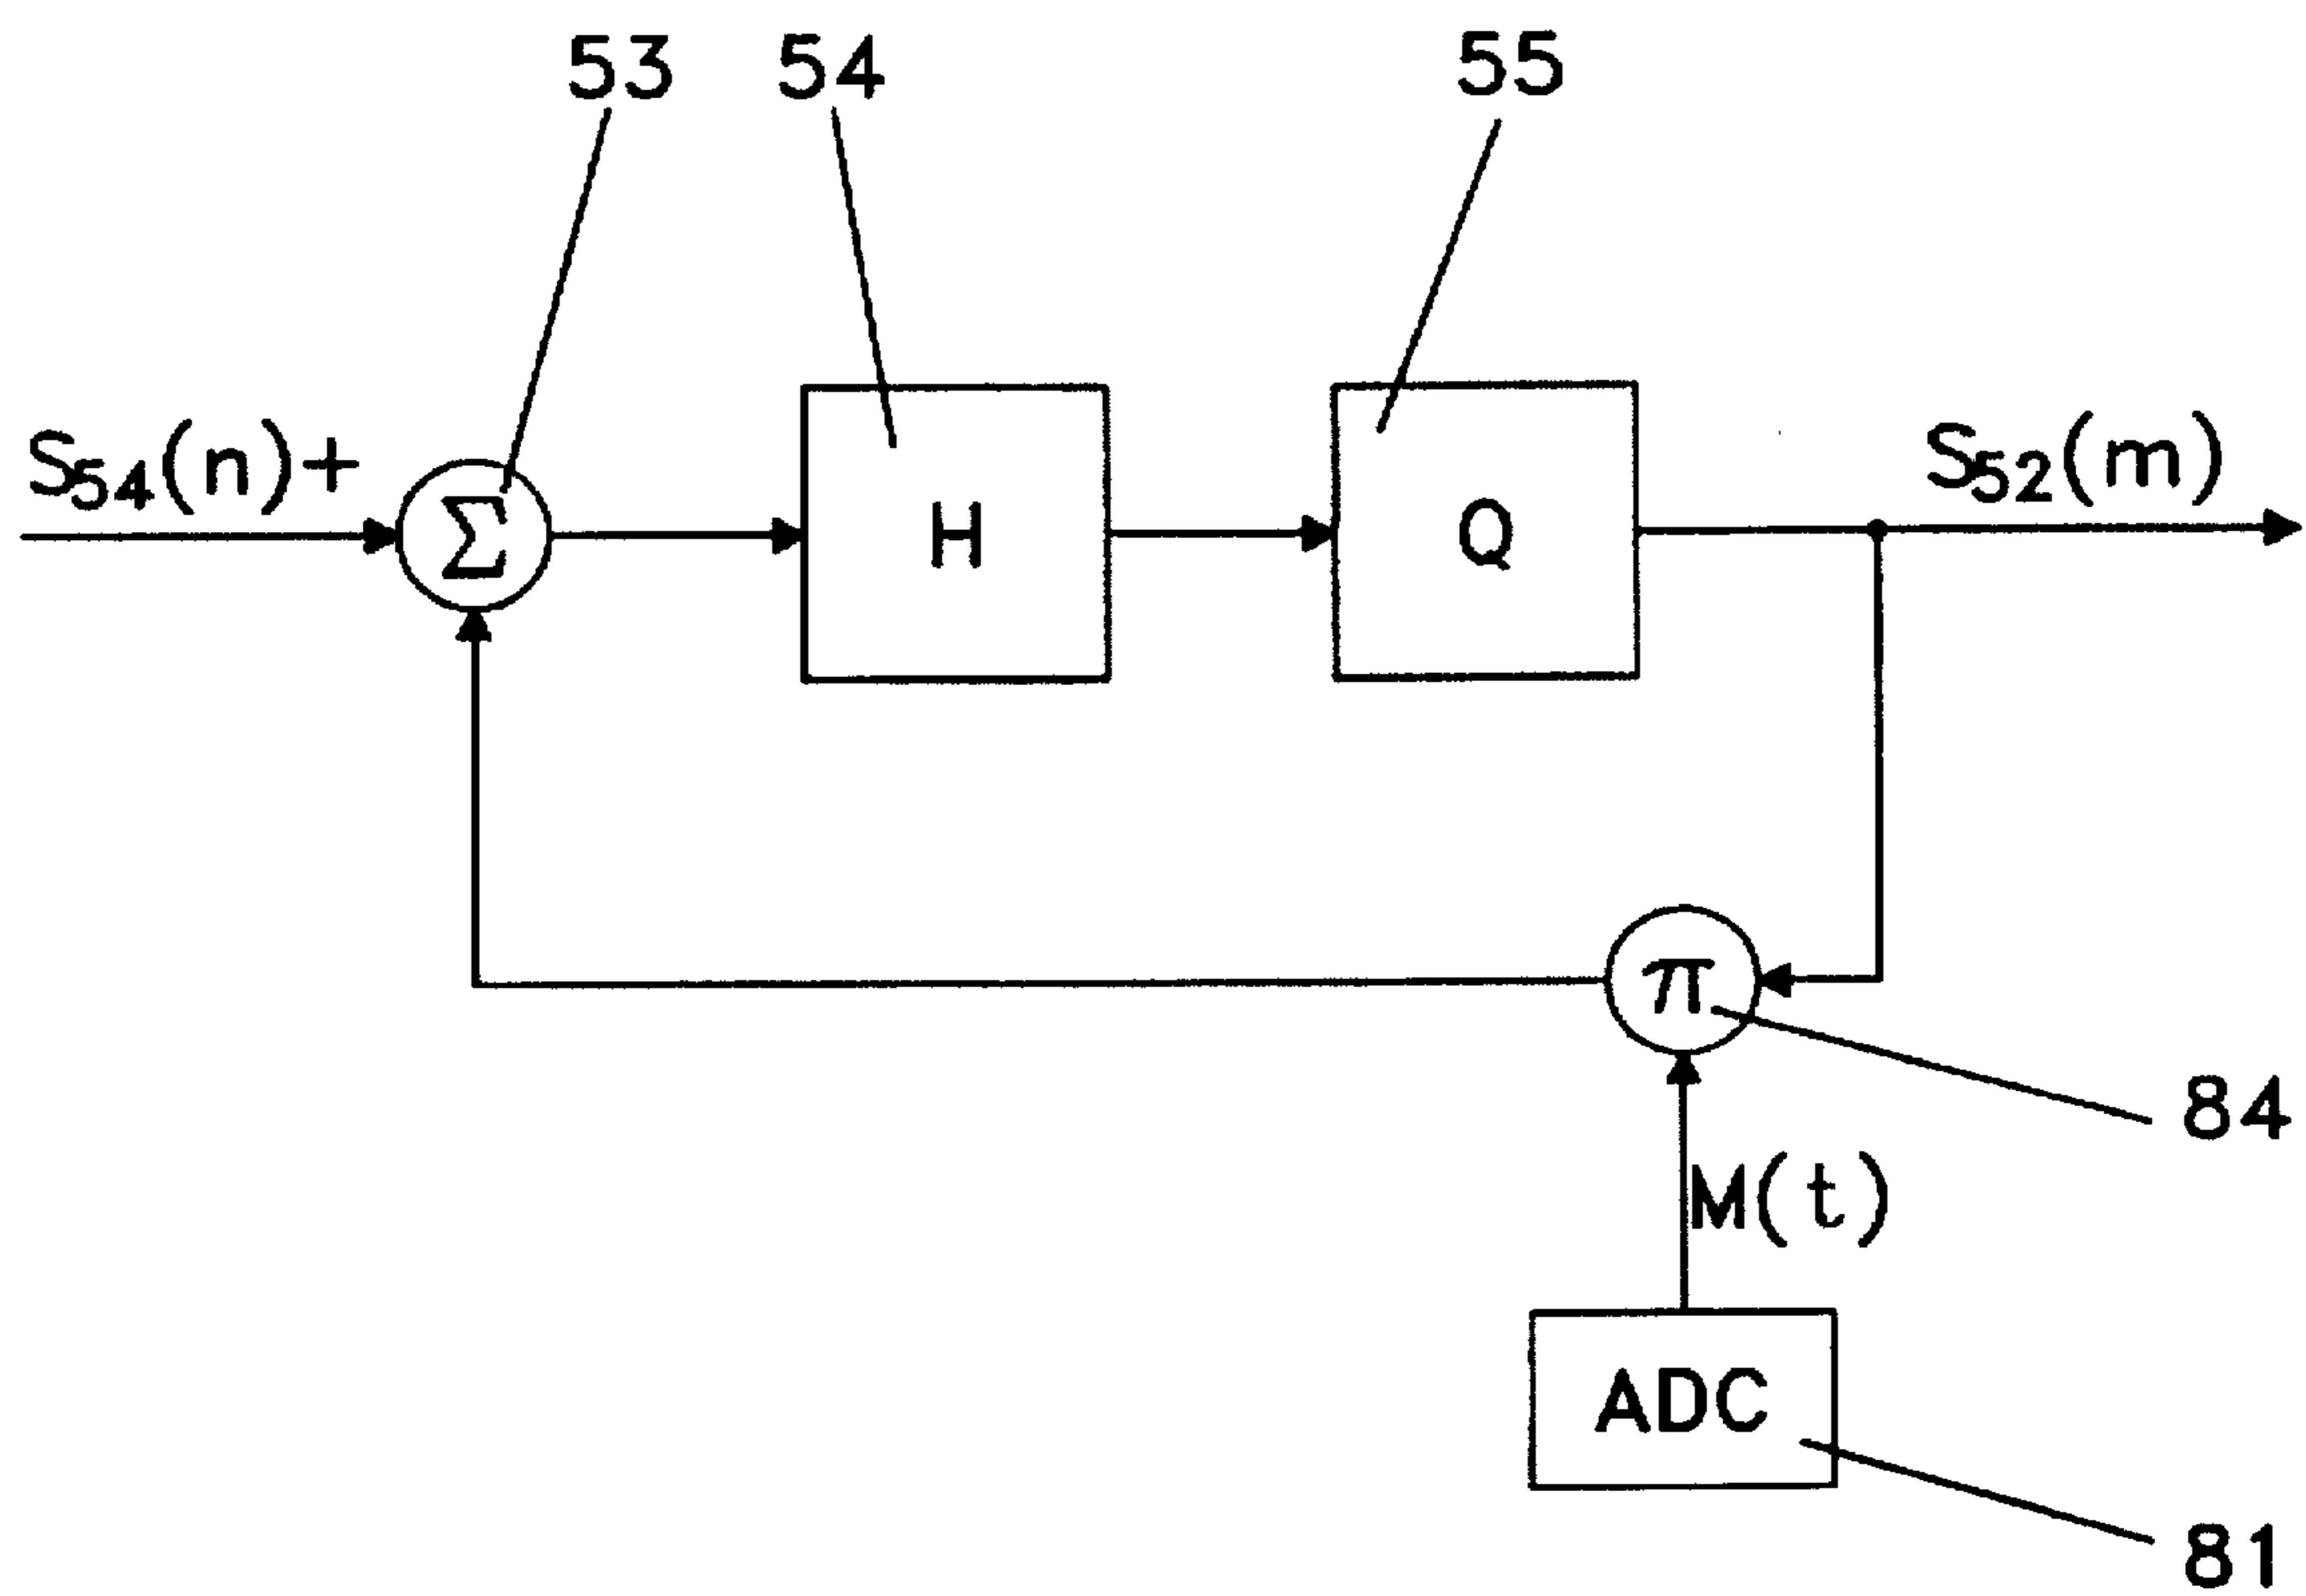 53 54 55
S54(n)+
S52(m)
Σ
H
Q
π
84
M(t)
ADC
81